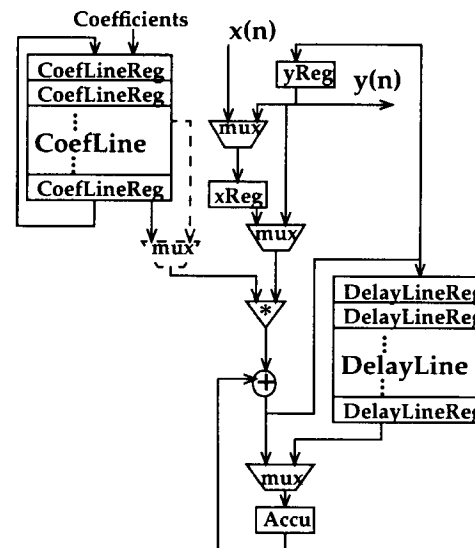 Coefficients
x(n)
CoefLineReg
CoefLineReg
CoefLine
CoefLineReg
yReg
y(n)
mux
xReg
mux
mux
*
+
DelayLineReg
DelayLineReg
DelayLine
DelayLineReg
mux
Accu